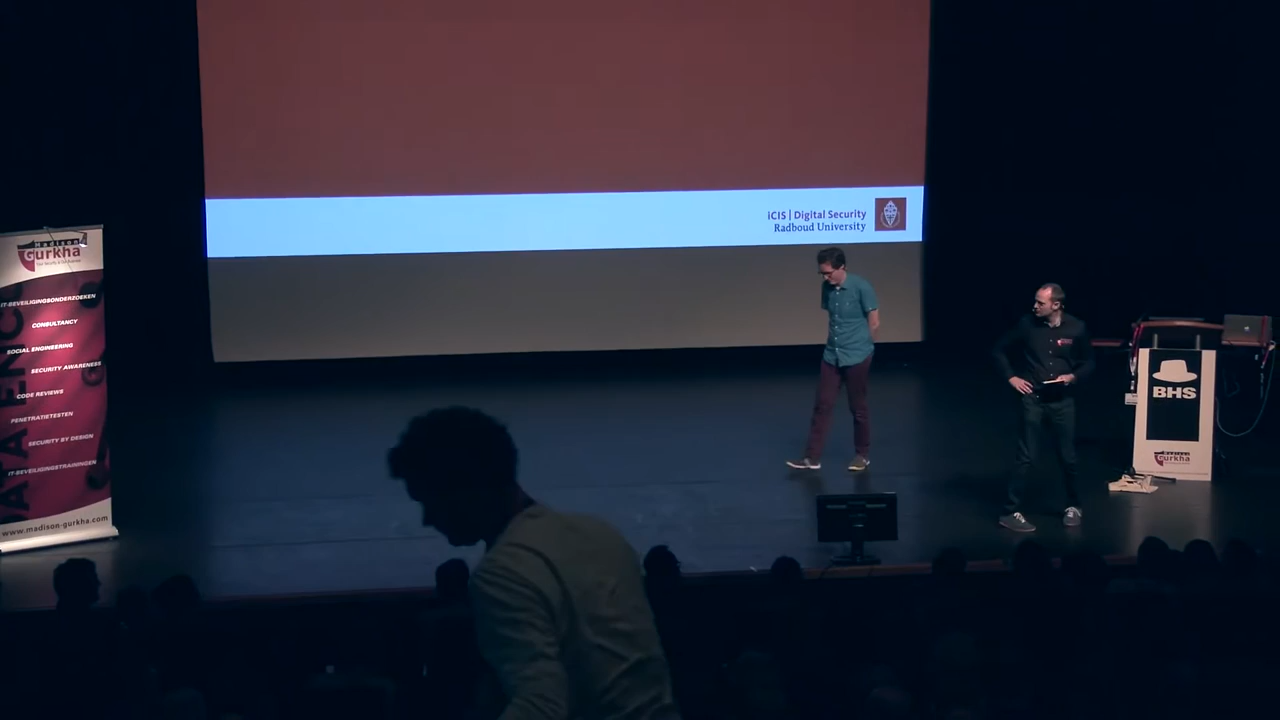 iCIS | Digital Security
Radboud University
Madison
Gurkha
IT-BEVEILIGINGSONDERZOEKEN
CONSULTANCY
SOCIAL ENGINEERING
SECURITY AWARENESS
CODE REVIEWS
PENETRATIETESTEN
SECURITY BY DESIGN
IT-BEVEILIGINGSTRAININGEN
www.madison-gurkha.com
BHS
Madison
Gurkha